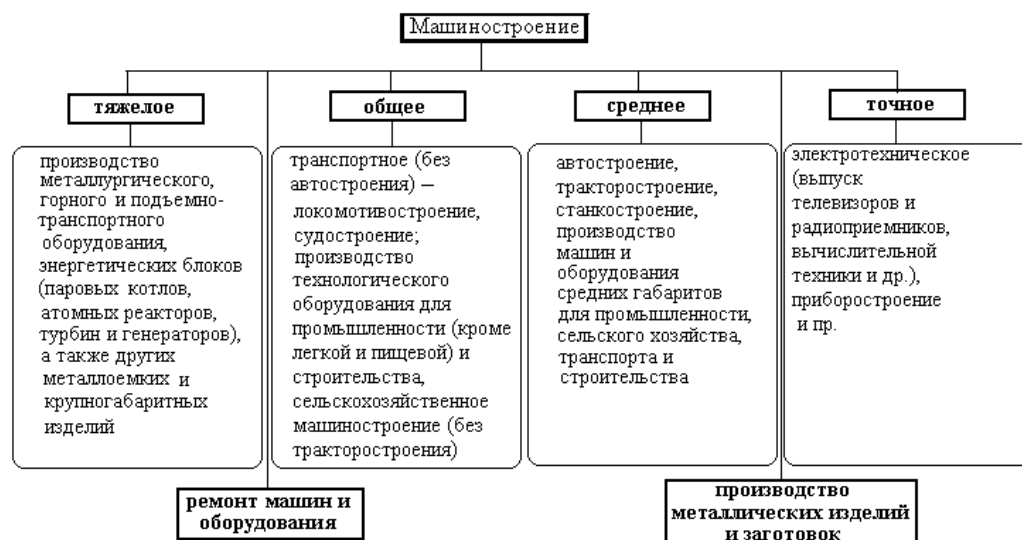 Машиностроение
тяжелое
производство
металлургического,
горного и подъемно-
транспортного
оборудования,
энергетических блоков
(паровых котлов,
атомных реакторов,
турбин и генераторов),
а также других
металлоемких и
крупногабаритных
изделий
общее
транспортное (без
автостроения) –
локомотивостроение,
судостроение;
производство
технологического
оборудования для
промышленности (кроме
легкой и пищевой) и
строительства,
сельскохозяйственное
машиностроение (без
тракторостроения)
среднее
автостроение,
тракторостроение,
станкостроение,
производство
машин и
оборудования
средних габаритов
для промышленности,
сельского хозяйства,
транспорта и
строительства
точное
электротехническое
(выпуск
телевизоров и
радиоприемников,
вычислительной
техники и др.),
приборостроение
и пр.
ремонт машин и
оборудования
производство
металлических изделий
и заготовок